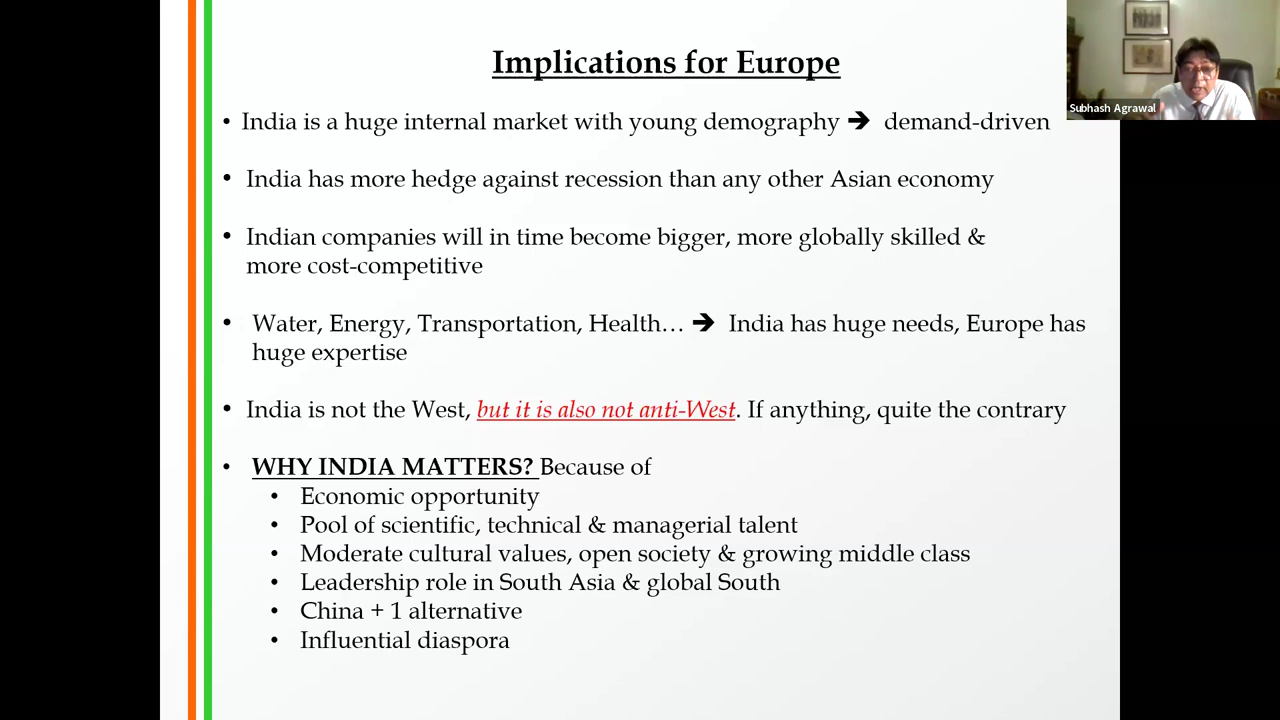 Implications for Europe
Subhash Agrawal
• India is a huge internal market with young demography ➔ demand-driven
• India has more hedge against recession than any other Asian economy
• Indian companies will in time become bigger, more globally skilled &
more cost-competitive
• Water, Energy, Transportation, Health… ➔ India has huge needs, Europe has
huge expertise
• India is not the West, but it is also not anti-West. If anything, quite the contrary
• WHY INDIA MATTERS? Because of
• Economic opportunity
• Pool of scientific, technical & managerial talent
• Moderate cultural values, open society & growing middle class
• Leadership role in South Asia & global South
• China + 1 alternative
• Influential diaspora